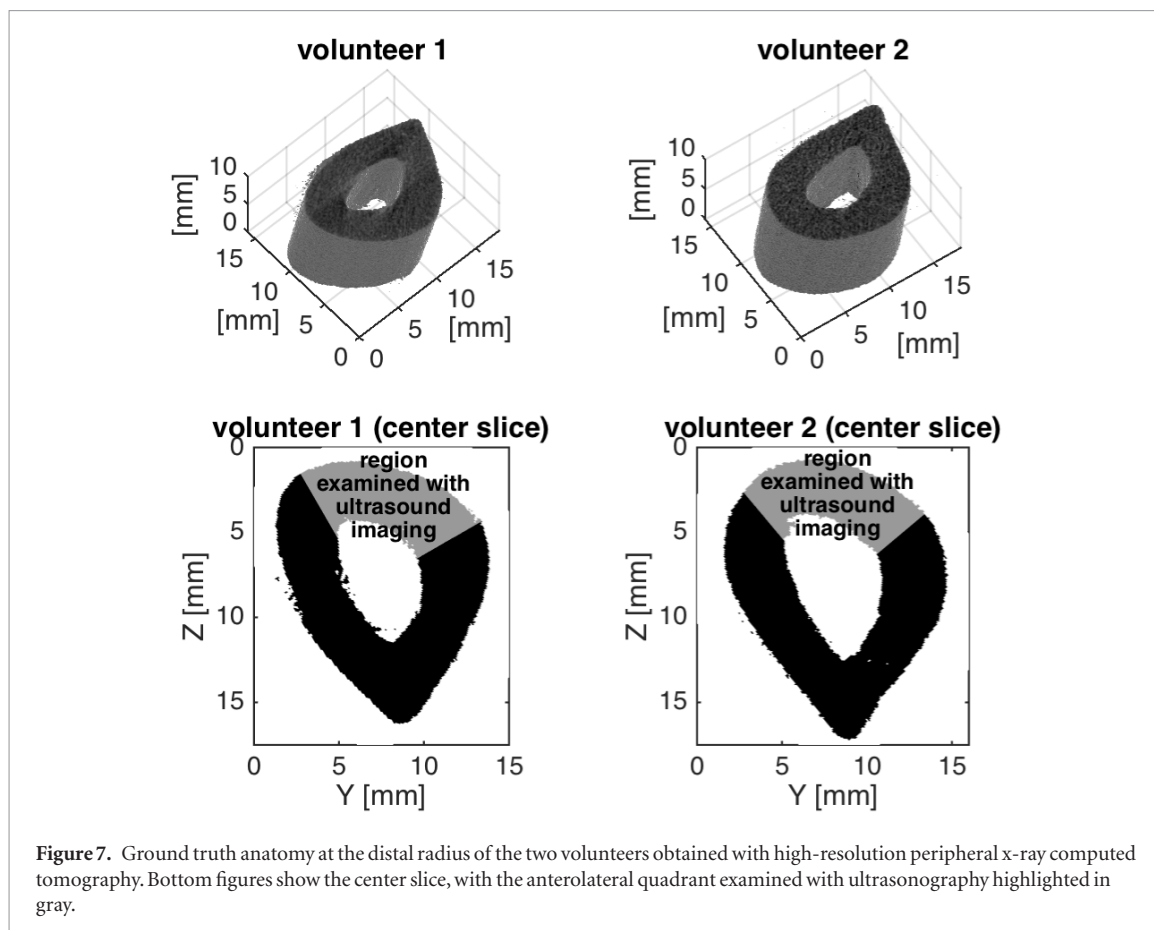 volunteer 1
volunteer 2
10
5
0
[mm]
15
10
5
0
[mm]
0
5
10
15
[mm]
10
5
0
[mm]
15
10
5
0
[mm]
0
5
10
15
[mm]
volunteer 1 (center slice)
region
examined with
ultrasound
imaging
0
5
10
15
Z [mm]
0
5
10
15
Y [mm]
volunteer 2 (center slice)
region
examined with
ultrasound
imaging
0
5
10
15
Z [mm]
0
5
10
15
Y [mm]
Figure 7. Ground truth anatomy at the distal radius of the two volunteers obtained with high-resolution peripheral x-ray computed
tomography. Bottom figures show the center slice, with the anterolateral quadrant examined with ultrasonography highlighted in
gray.